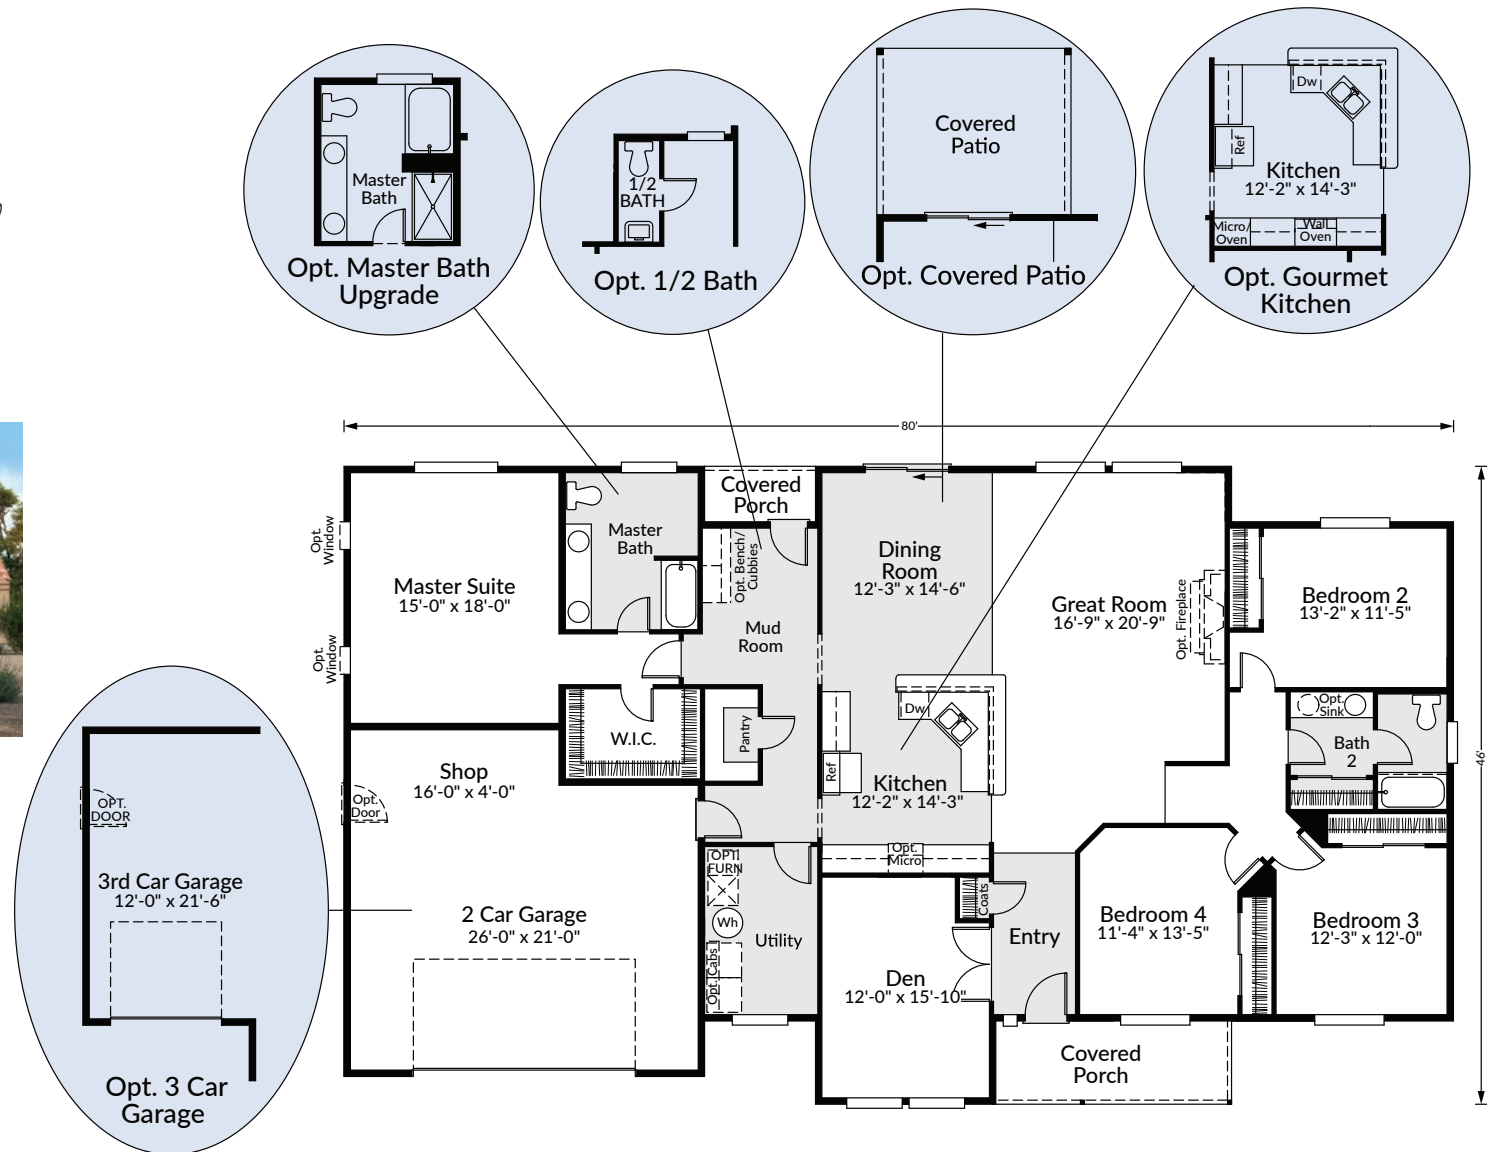 Master
Bath
Opt. Master Bath
Upgrade
1/2
BATH
Opt. 1/2 Bath
Covered
Patio
Opt. Covered Patio
Dw
Ref
Kitchen
12'-2" x 14'-3"
Micro/
Oven
Wall
Oven
Opt. Gourmet
Kitchen
80'
46'
Opt.
Window
Opt.
Window
Master Suite
15'-0" x 18'-0"
Master
Bath
Covered
Porch
Opt. Bench/
Cubbies
Mud
Room
Dining
Room
12'-3" x 14'-6"
Great Room
16'-9" x 20'-9"
Opt. Fireplace
Bedroom 2
13'-2" x 11'-5"
W.I.C.
Pantry
Dw
Ref
Kitchen
12'-2" x 14'-3"
Opt.
Micro
Opt.
Sink
Bath
2
Shop
16'-0" x 4'-0"
Opt.
Door
2 Car Garage
26'-0" x 21'-0"
OPT
FURN
Wh
Opt. Cabs
Utility
Coats
Den
12'-0" x 15'-10"
Entry
Bedroom 4
11'-4" x 13'-5"
Bedroom 3
12'-3" x 12'-0"
Covered
Porch
OPT.
DOOR
3rd Car Garage
12'-0" x 21'-6"
Opt. 3 Car
Garage